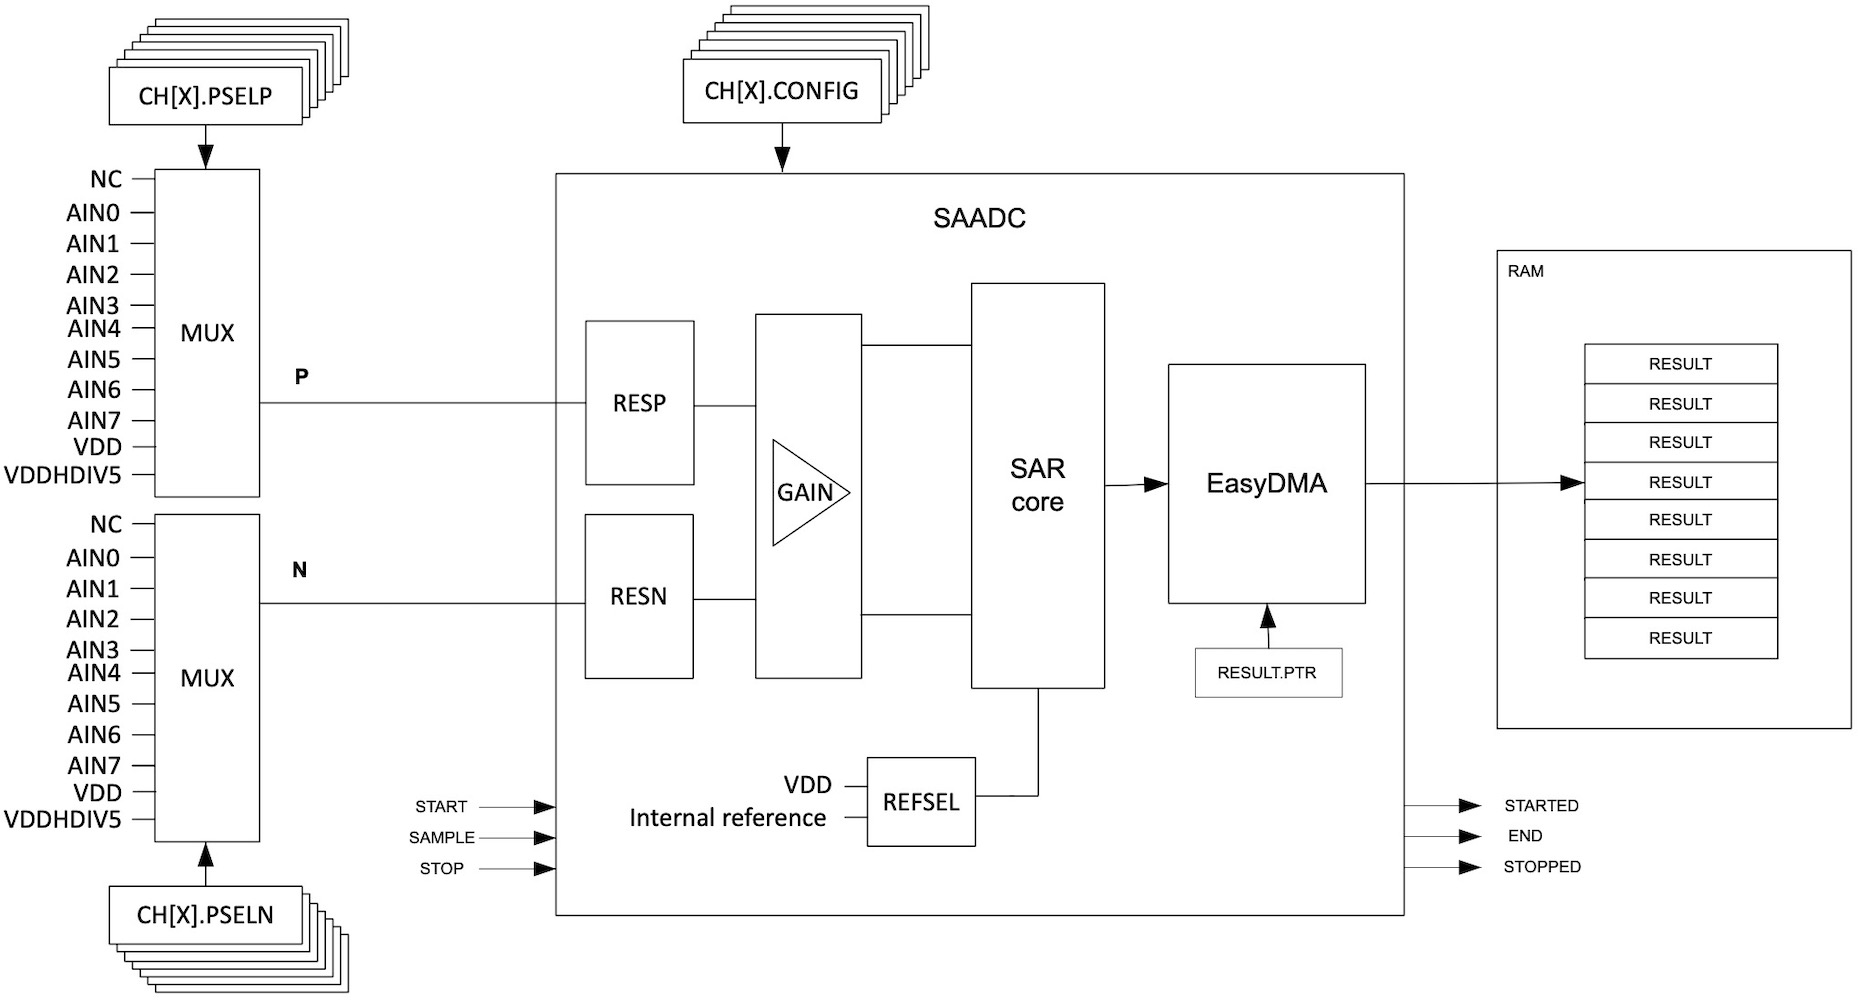 CH[X].PSELP
CH[X].CONFIG
NC
AIN0
AIN1
AIN2
AIN3
AIN4
AIN5
AIN6
AIN7
VDD
VDDHDIV5
MUX
P
NC
AIN0
AIN1
AIN2
AIN3
AIN4
AIN5
AIN6
AIN7
VDD
VDDHDIV5
MUX
N
CH[X].PSELN
SAADC
RESP
RESN
GAIN
SAR
core
EasyDMA
RESULT.PTR
VDD
Internal reference
REFSEL
START
SAMPLE
STOP
STARTED
END
STOPPED
RAM
RESULT
RESULT
RESULT
RESULT
RESULT
RESULT
RESULT
RESULT